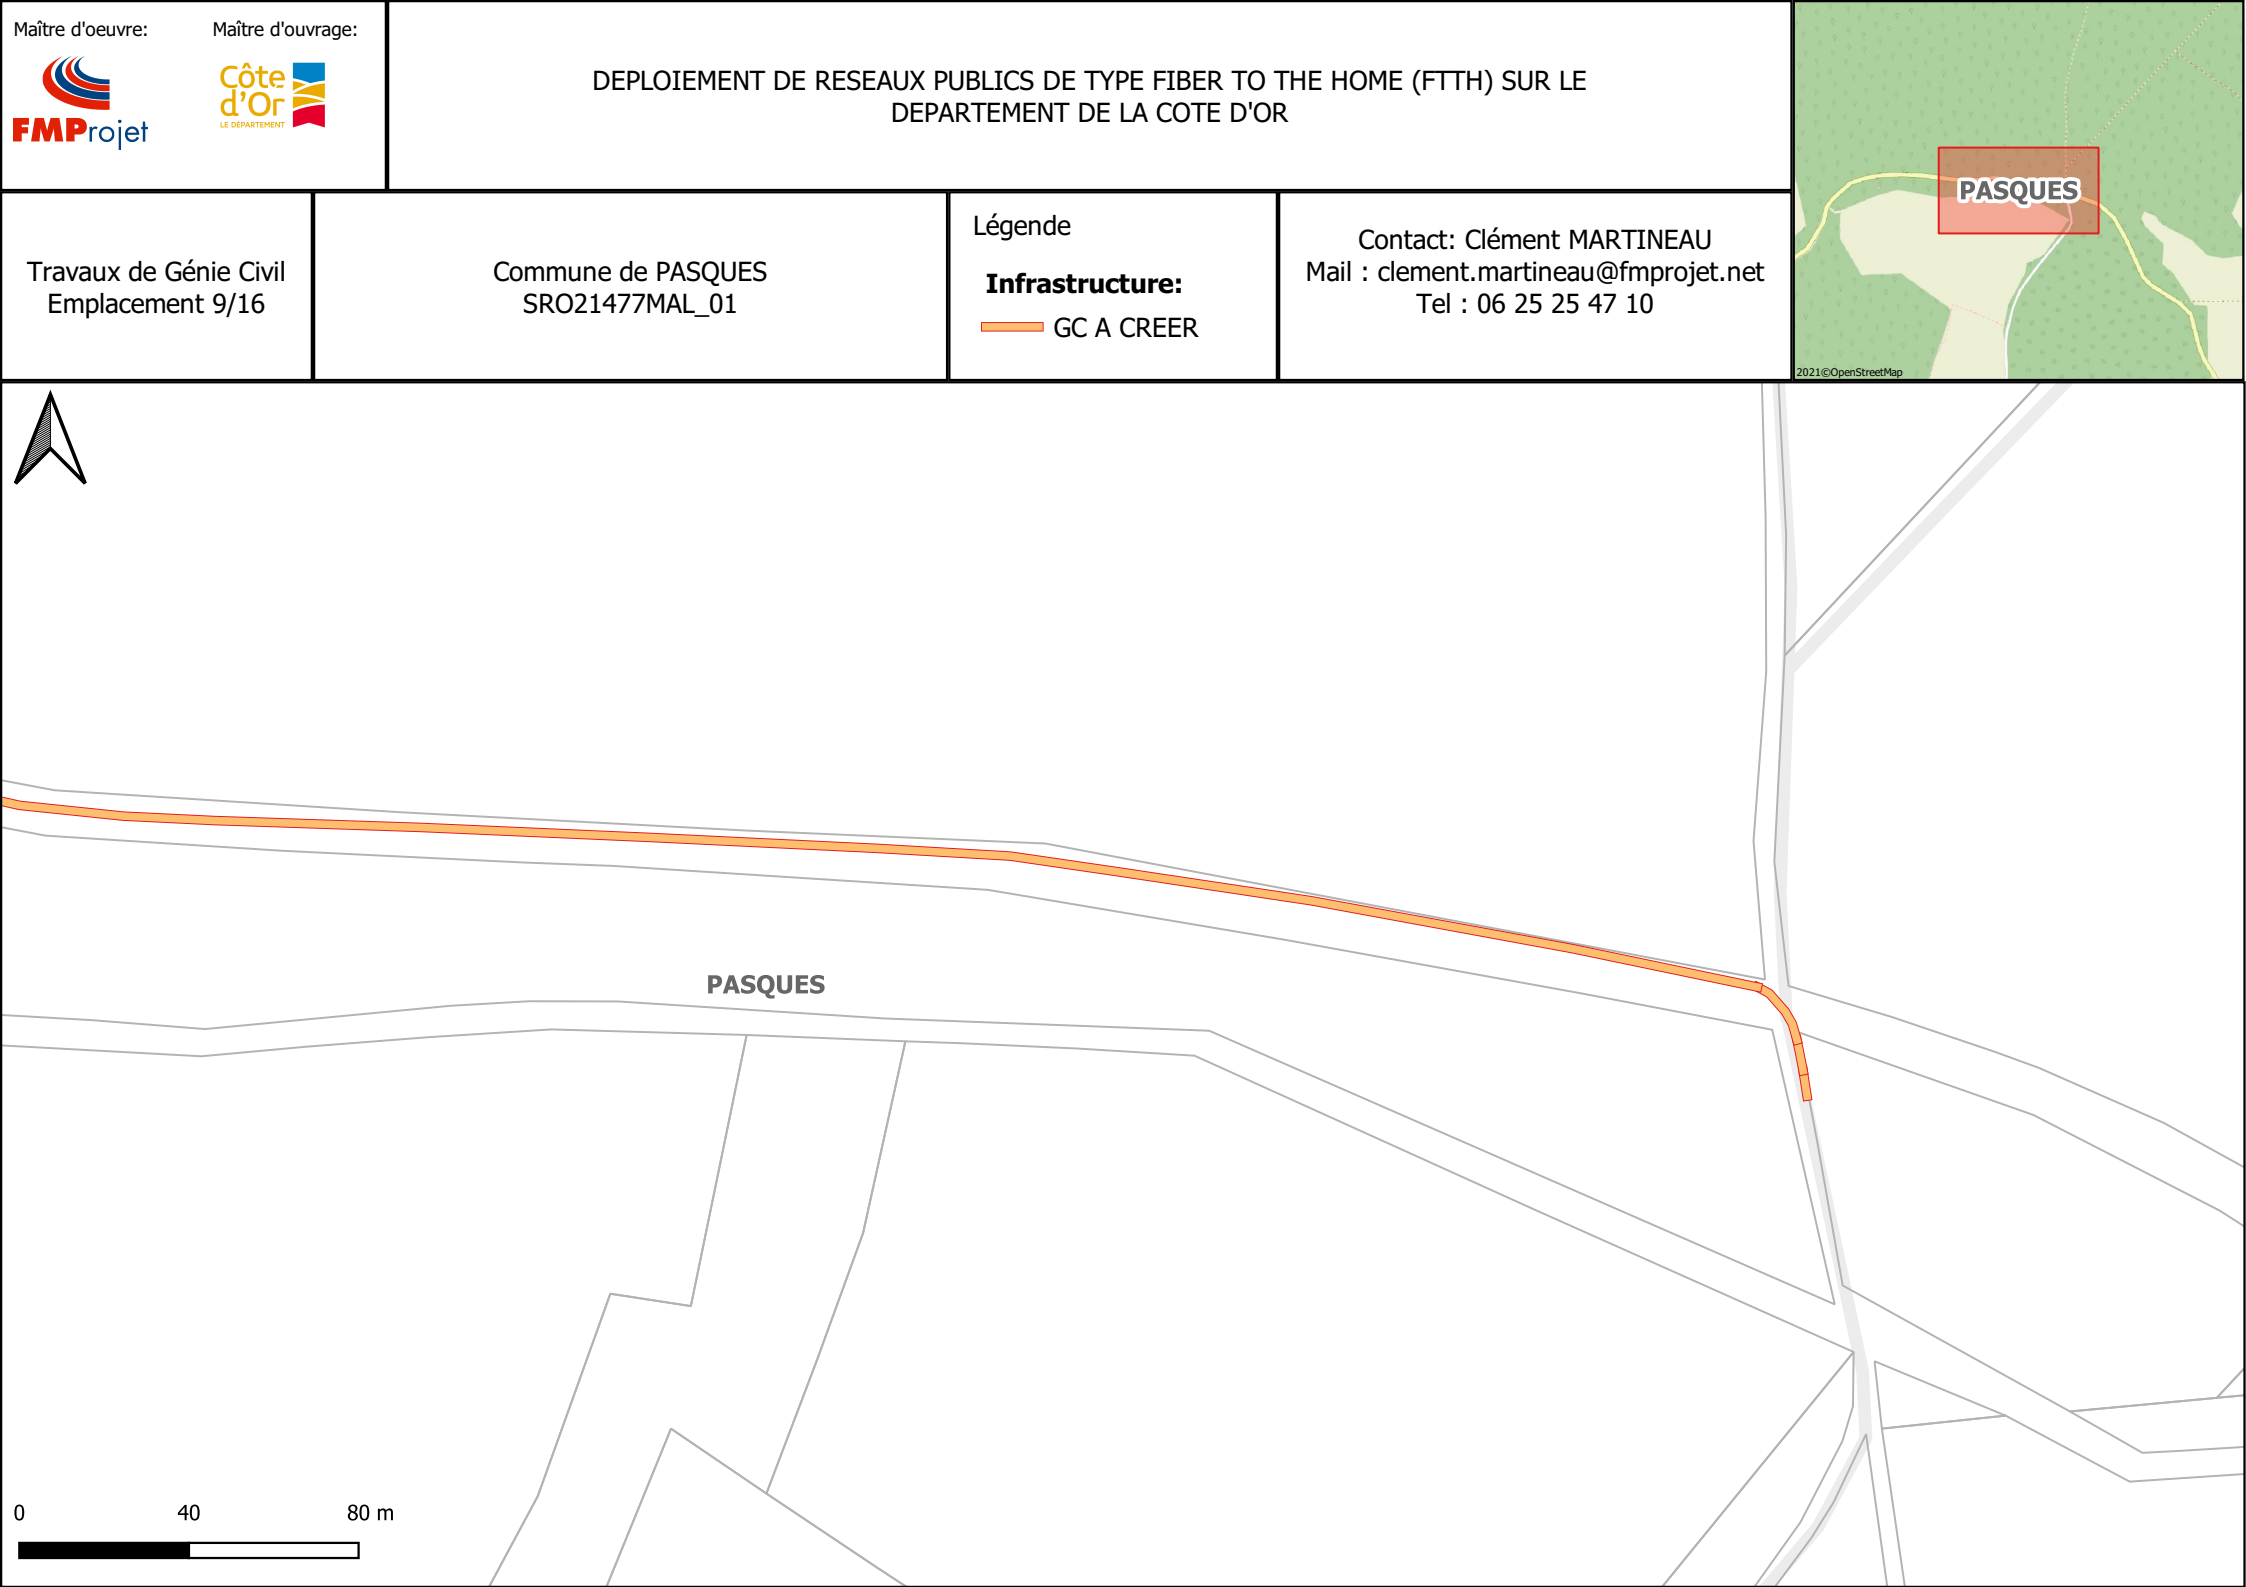 Maître d'oeuvre:
Maître d'ouvrage:
FMProjet
Côte
d'Or
LE DÉPARTEMENT
DEPLOIEMENT DE RESEAUX PUBLICS DE TYPE FIBER TO THE HOME (FTTH) SUR LE
DEPARTEMENT DE LA COTE D'OR
PASQUES
2021©OpenStreetMap
Travaux de Génie Civil
Emplacement 9/16
Commune de PASQUES
SRO21477MAL_01
Légende
Infrastructure:
GC A CREER
Contact: Clément MARTINEAU
Mail : clement.martineau@fmprojet.net
Tel : 06 25 25 47 10
PASQUES
0 40 80 m